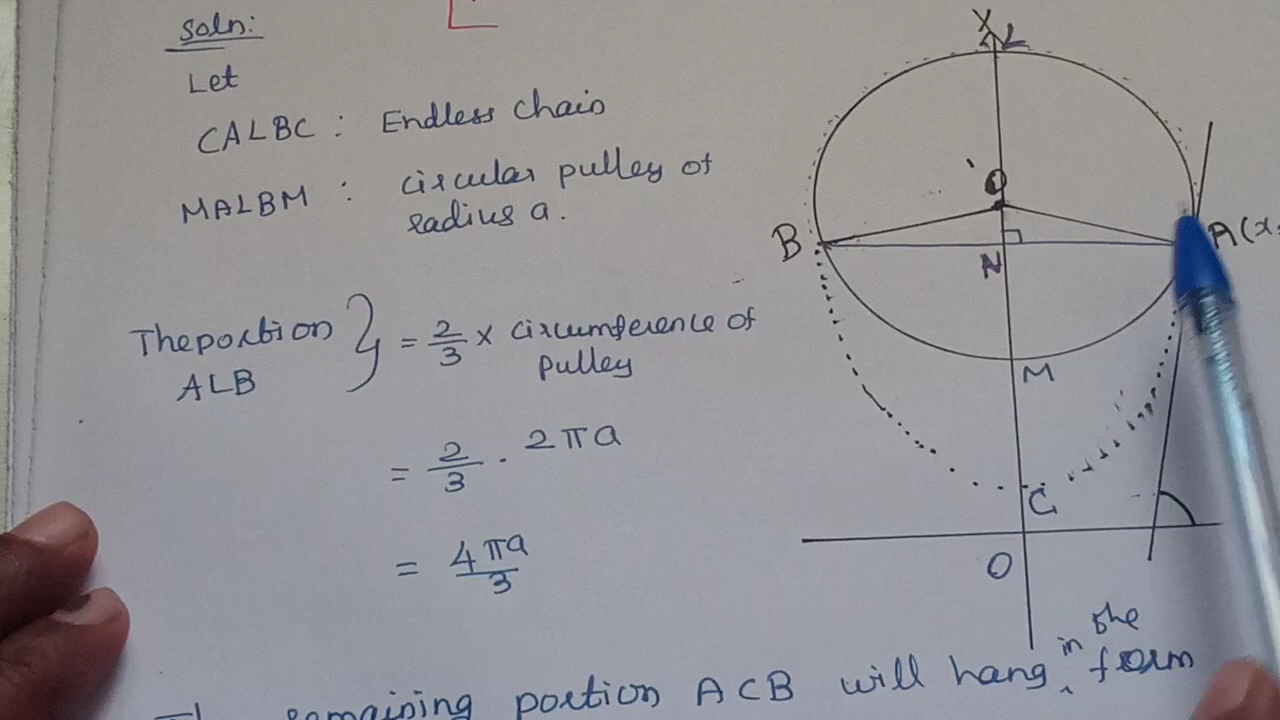 Soln:
Let
CALBC : Endless chain
MALBM : circular pulley of
radius a.
The portion
ALB } = 2/3 × circumference of
pulley
= 2/3 . 2πa
= 4πa/3
remaining portion ACB will hang in the form
X
L
O
B
A(x,
N
M
C
O